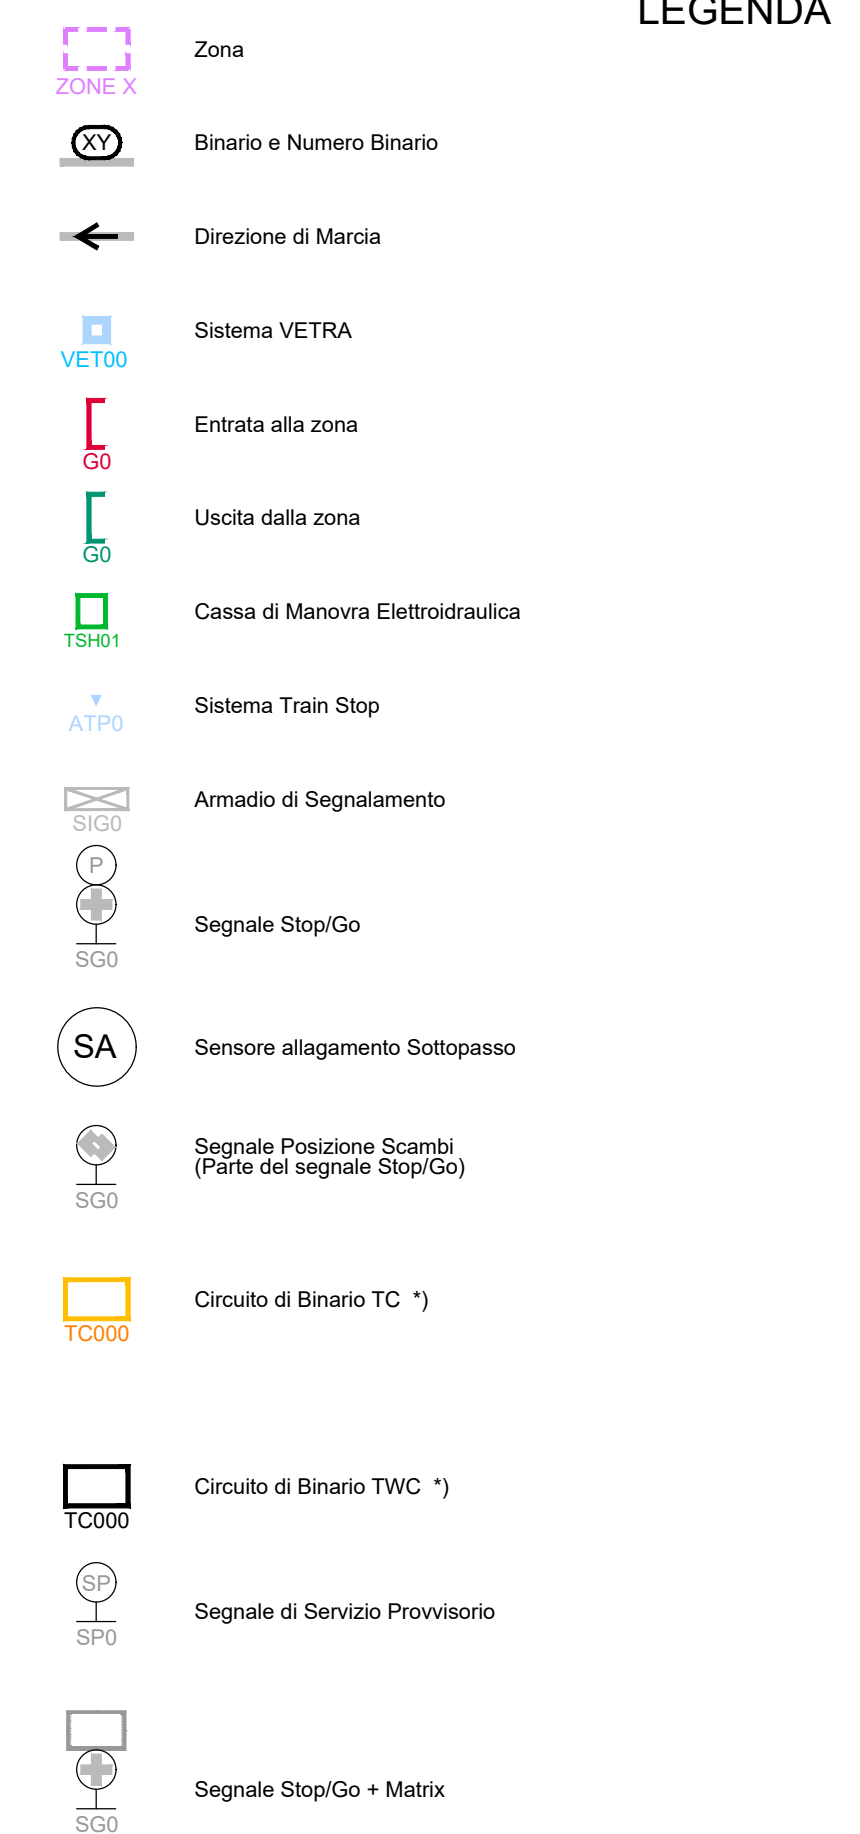 LEGENDA
Zona
ZONE X
XY
Binario e Numero Binario
Direzione di Marcia
Sistema VETRA
VET00
Entrata alla zona
G0
Uscita dalla zona
G0
Cassa di Manovra Elettroidraulica
TSH01
Sistema Train Stop
ATP0
Armadio di Segnalamento
SIG0
P
Segnale Stop/Go
SG0
SA
Sensore allagamento Sottopasso
Segnale Posizione Scambi
(Parte del segnale Stop/Go)
SG0
Circuito di Binario TC *)
TC000
Circuito di Binario TWC *)
TC000
SP
Segnale di Servizio Provvisorio
SP0
Segnale Stop/Go + Matrix
SG0